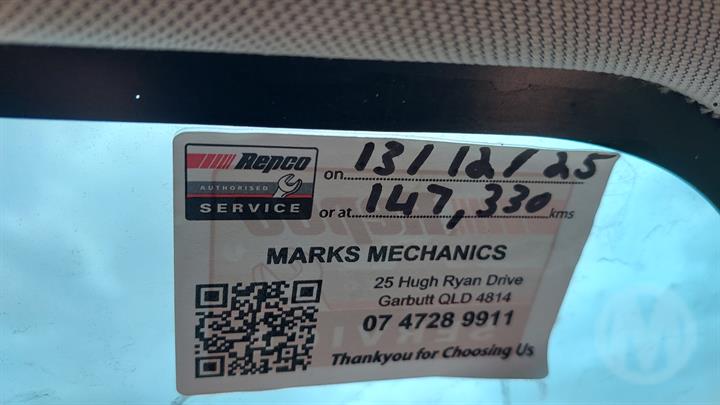 Repco
AUTHORISED
SERVICE
on 13/12/25
or at 147,330 kms
MARKS MECHANICS
25 Hugh Ryan Drive
Garbutt QLD 4814
07 4728 9911
Thankyou for Choosing Us
M